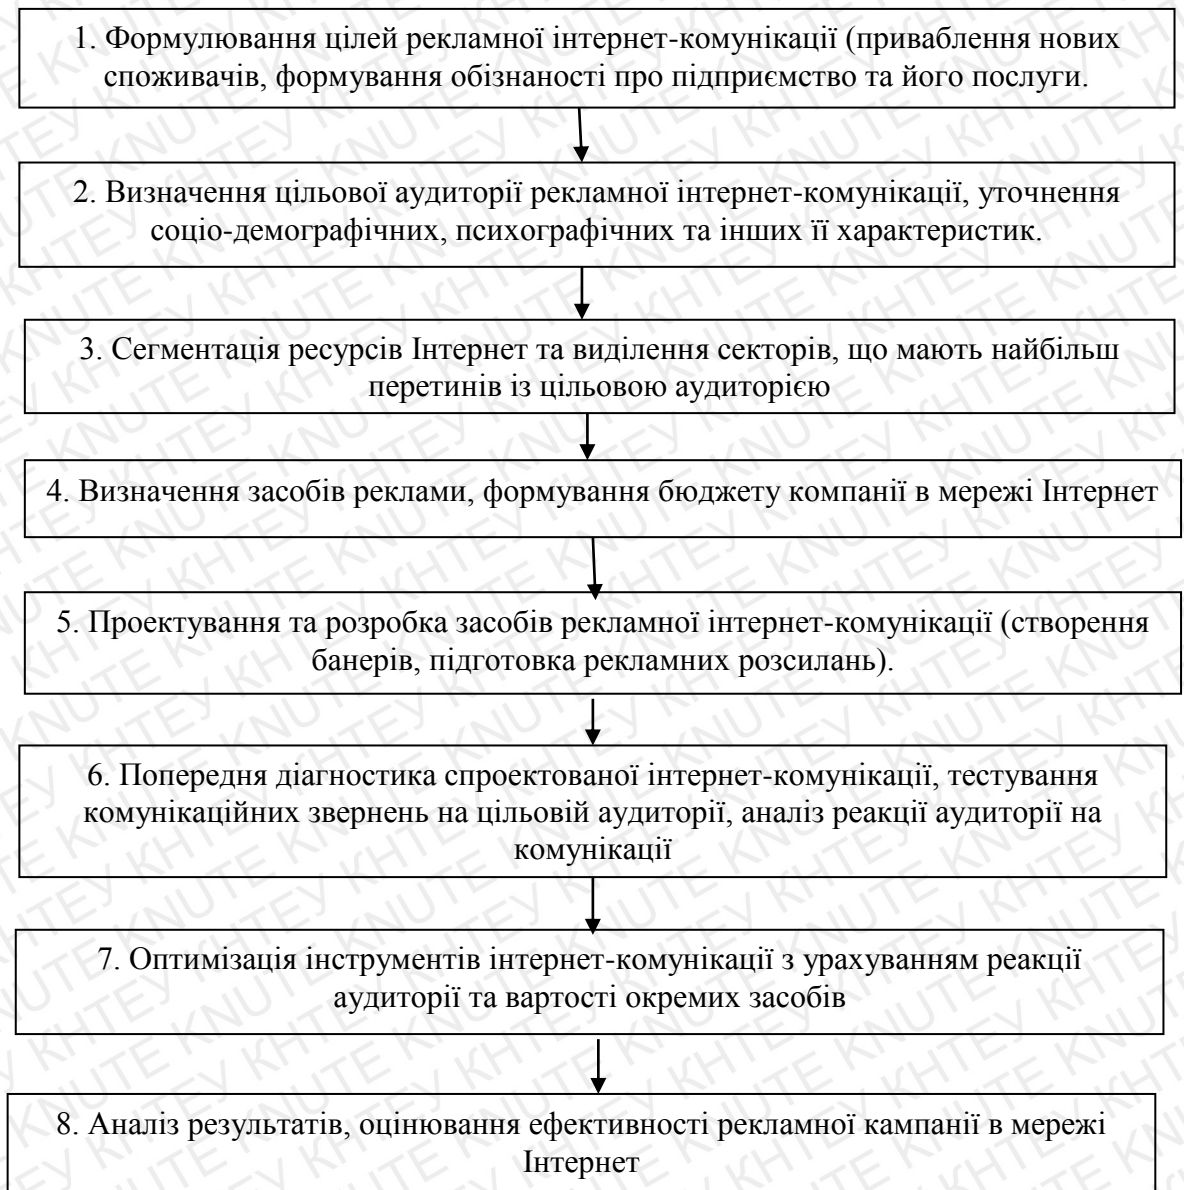 1. Формулювання цілей рекламної інтернет-комунікації (приваблення нових
споживачів, формування обізнаності про підприємство та його послуги.
2. Визначення цільової аудиторії рекламної інтернет-комунікації, уточнення
соціо-демографічних, психографічних та інших її характеристик.
3. Сегментація ресурсів Інтернет та виділення секторів, що мають найбільш
перетинів із цільовою аудиторією
4. Визначення засобів реклами, формування бюджету компанії в мережі Інтернет
5. Проектування та розробка засобів рекламної інтернет-комунікації (створення
банерів, підготовка рекламних розсилань).
6. Попередня діагностика спроектованої інтернет-комунікації, тестування
комунікаційних звернень на цільовій аудиторії, аналіз реакції аудиторії на
комунікації
7. Оптимізація інструментів інтернет-комунікації з урахуванням реакції
аудиторії та вартості окремих засобів
8. Аналіз результатів, оцінювання ефективності рекламної кампанії в мережі
Інтернет